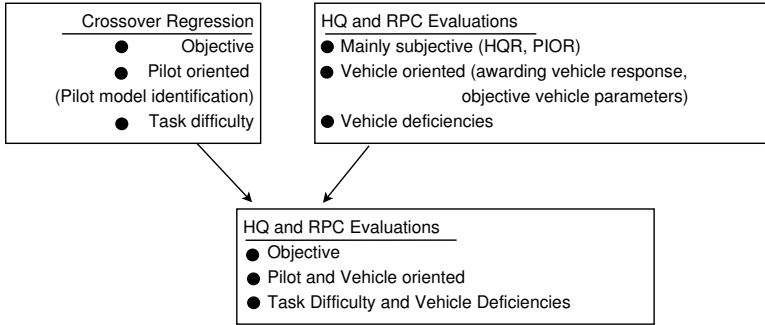 Crossover Regression
● Objective
● Pilot oriented
(Pilot model identification)
● Task difficulty
HQ and RPC Evaluations
● Mainly subjective (HQR, PIOR)
● Vehicle oriented (awarding vehicle response,
objective vehicle parameters)
● Vehicle deficiencies
HQ and RPC Evaluations
● Objective
● Pilot and Vehicle oriented
● Task Difficulty and Vehicle Deficiencies